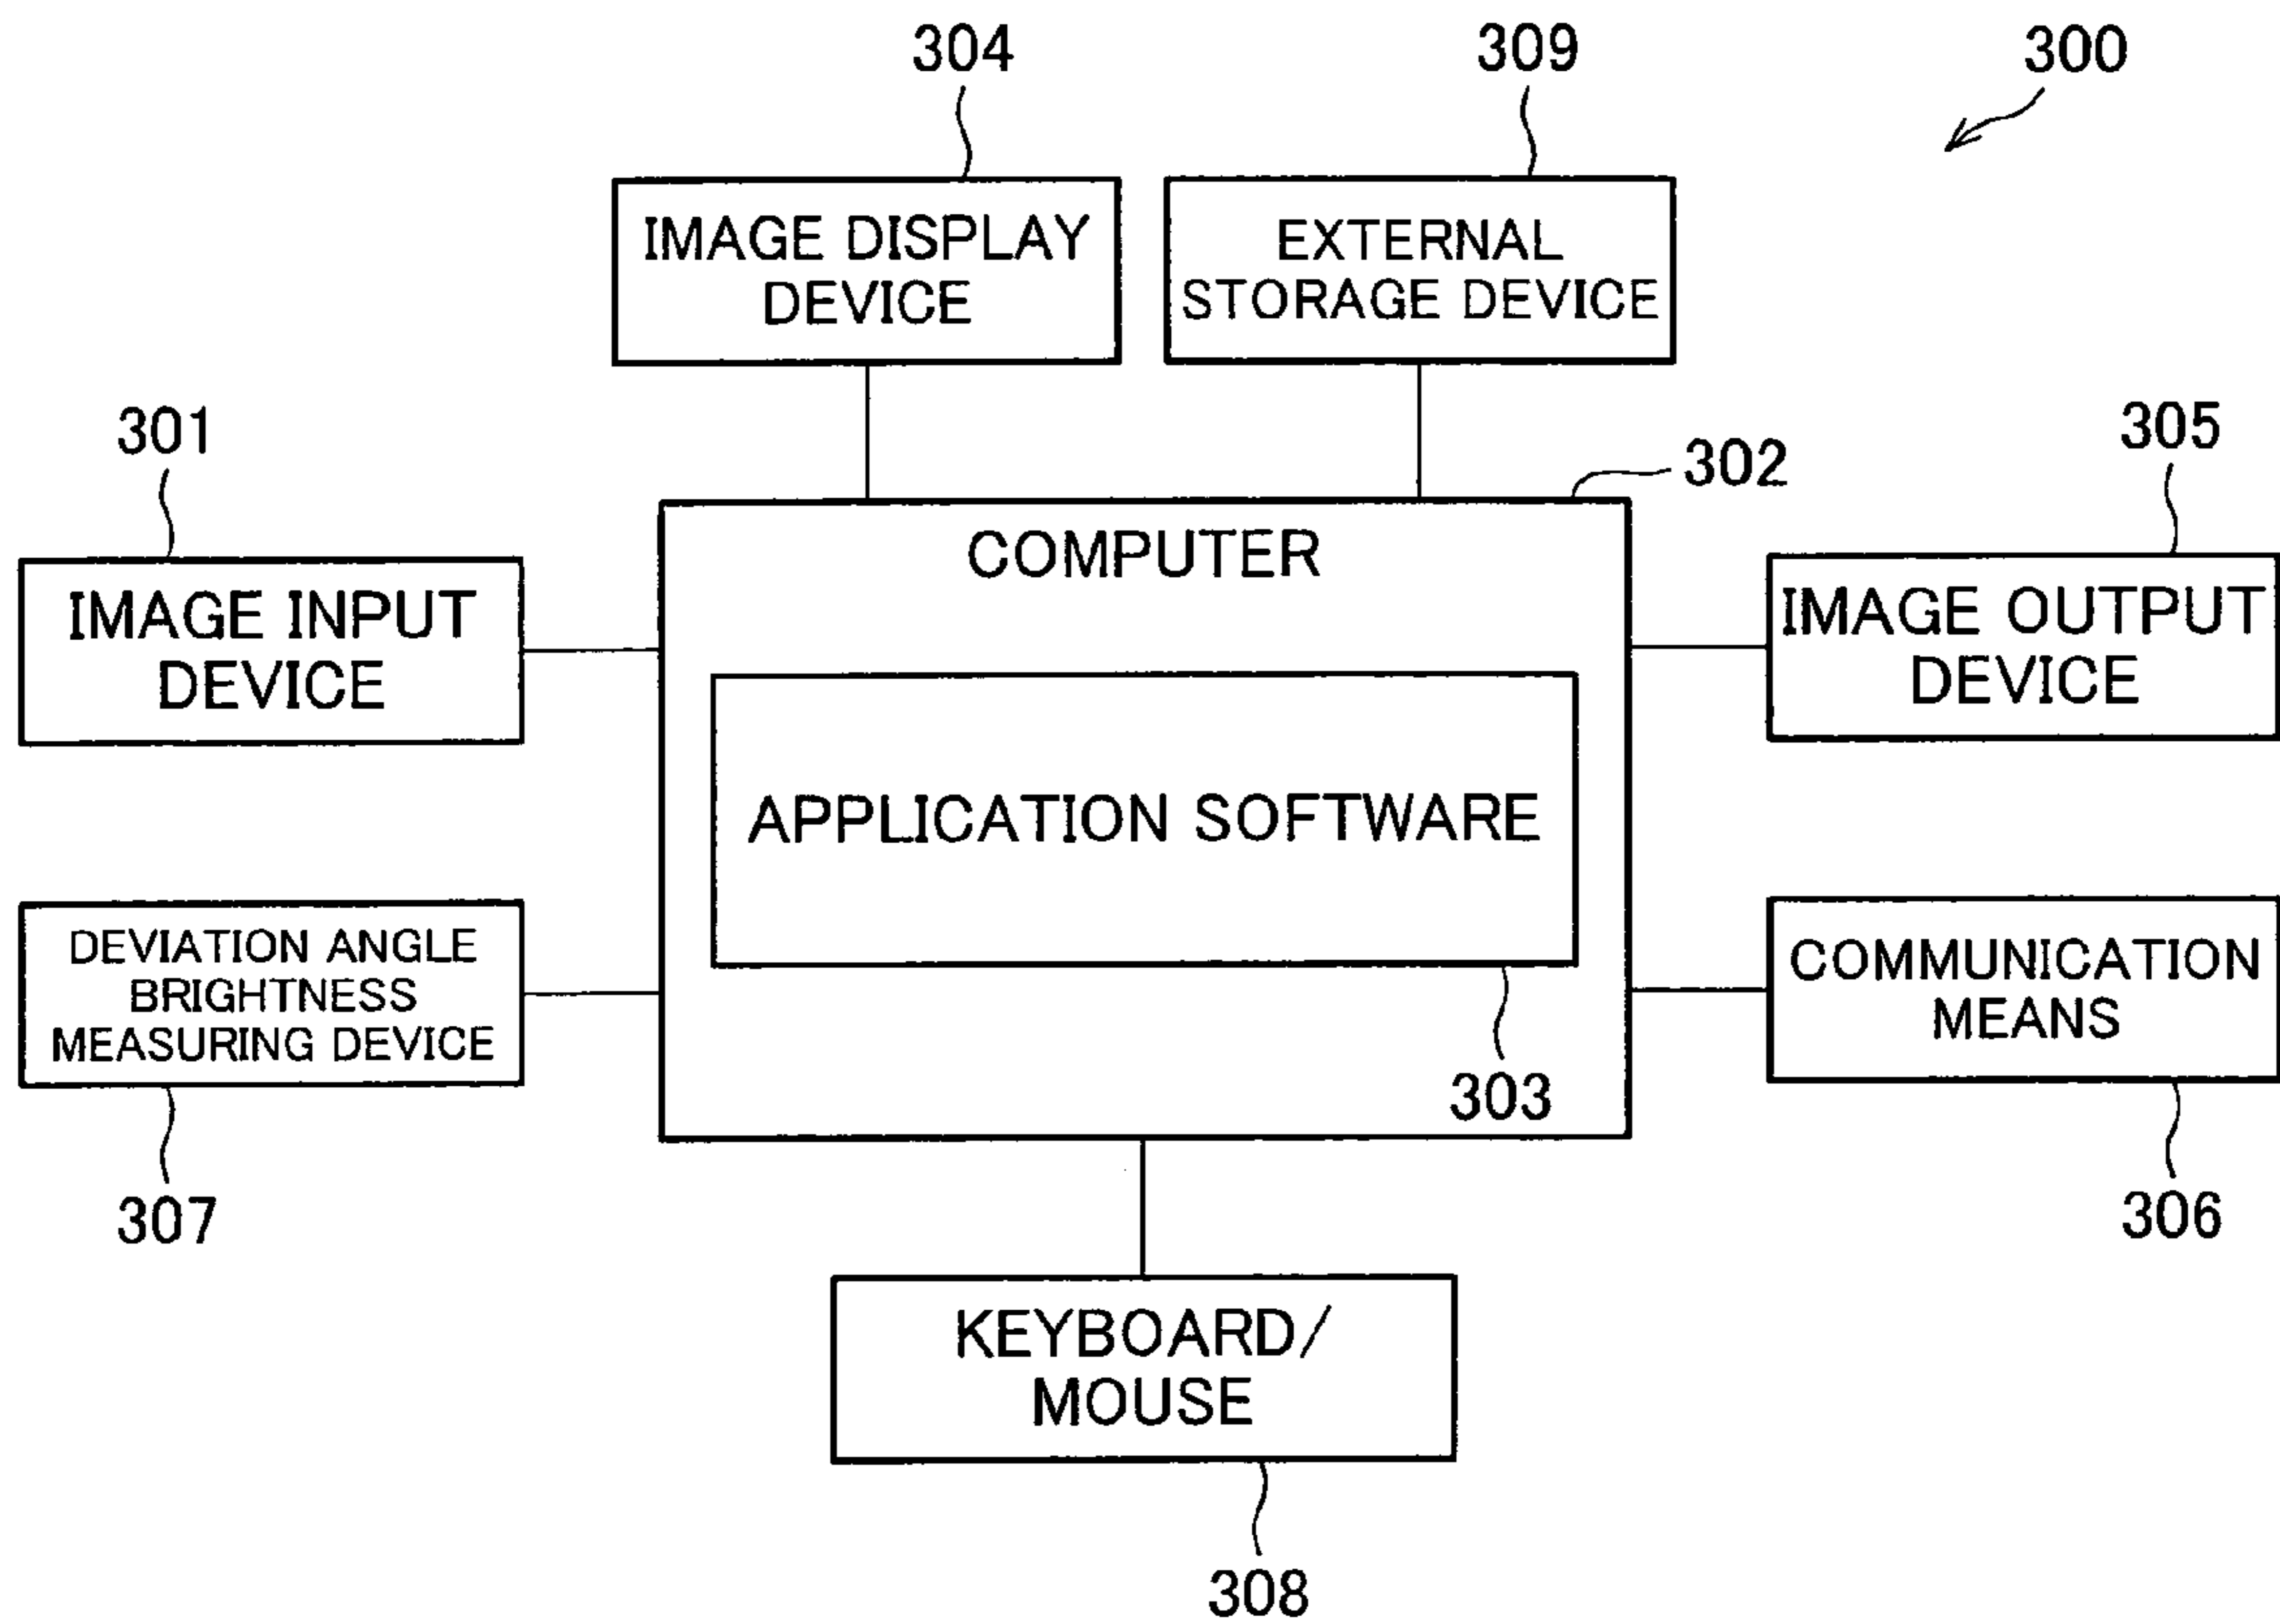 304
309
300
IMAGE DISPLAY
DEVICE
EXTERNAL
STORAGE DEVICE
301
302
305
COMPUTER
IMAGE INPUT
DEVICE
IMAGE OUTPUT
DEVICE
APPLICATION SOFTWARE
DEVIATION ANGLE
BRIGHTNESS
MEASURING DEVICE
COMMUNICATION
MEANS
303
307
306
KEYBOARD/
MOUSE
308